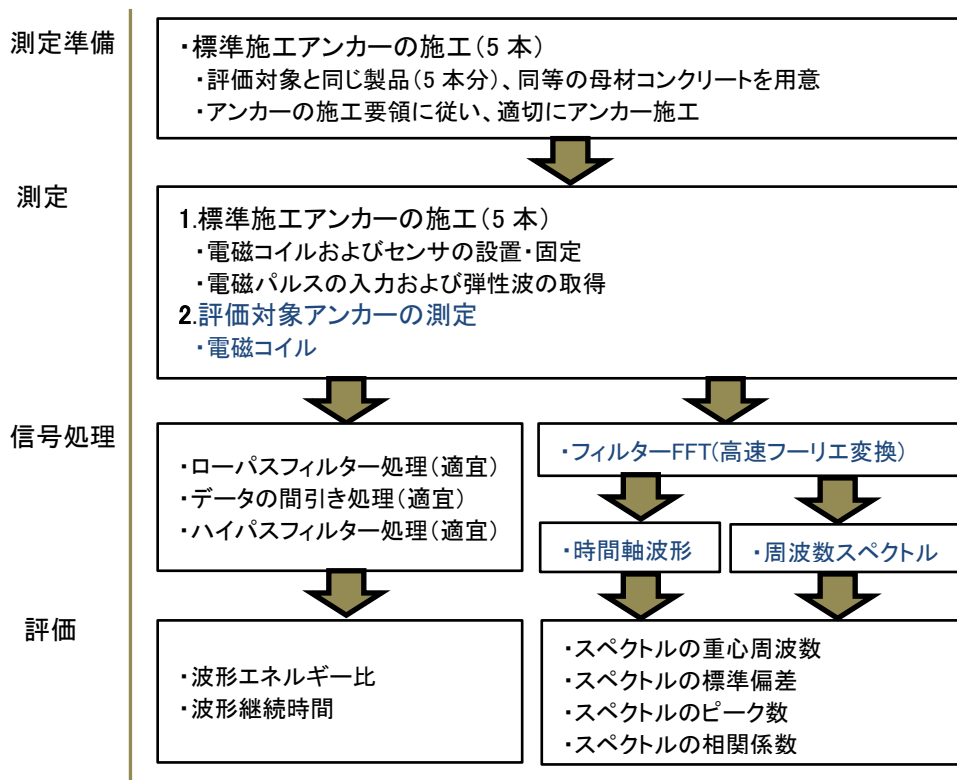 測定準備
・標準施工アンカーの施工(5 本)
・評価対象と同じ製品(5 本分)、同等の母材コンクリートを用意
・アンカーの施工要領に従い、適切にアンカー施工
測定
1.標準施工アンカーの施工(5 本)
・電磁コイルおよびセンサの設置・固定
・電磁パルスの入力および弾性波の取得
2.評価対象アンカーの測定
・電磁コイル
信号処理
・ローパスフィルター処理(適宜)
・データの間引き処理(適宜)
・ハイパスフィルター処理(適宜)
・フィルターFFT(高速フーリエ変換)
・時間軸波形
・周波数スペクトル
評価
・波形エネルギー比
・波形継続時間
・スペクトルの重心周波数
・スペクトルの標準偏差
・スペクトルのピーク数
・スペクトルの相関係数